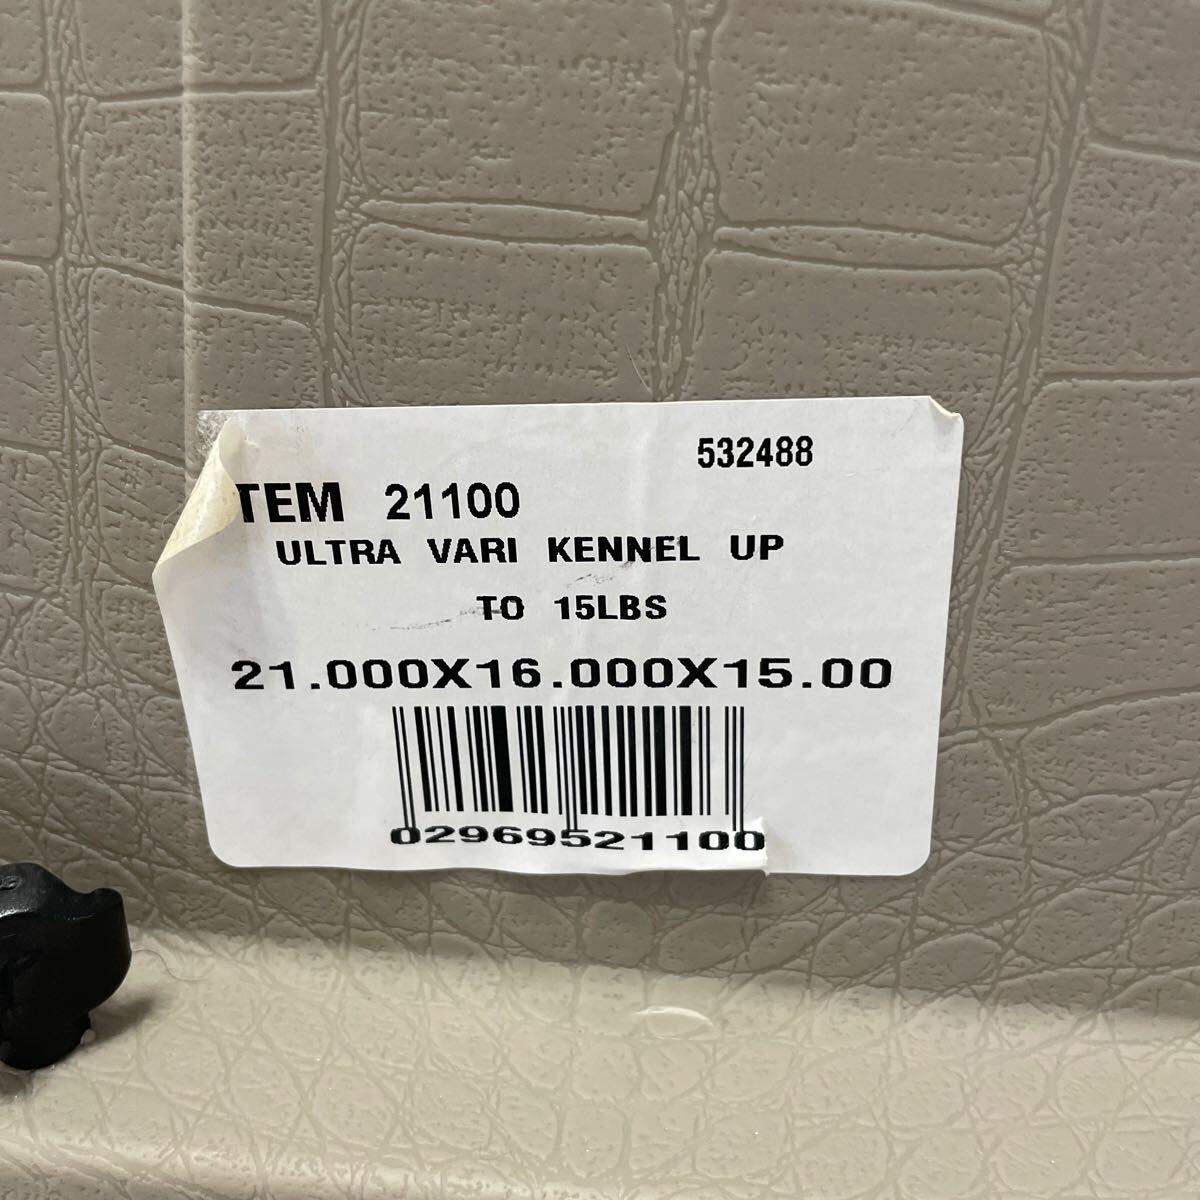 532488
TEM 21100
ULTRA VARI KENNEL UP
TO 15LBS
21.000X16.000X15.00
02969521100